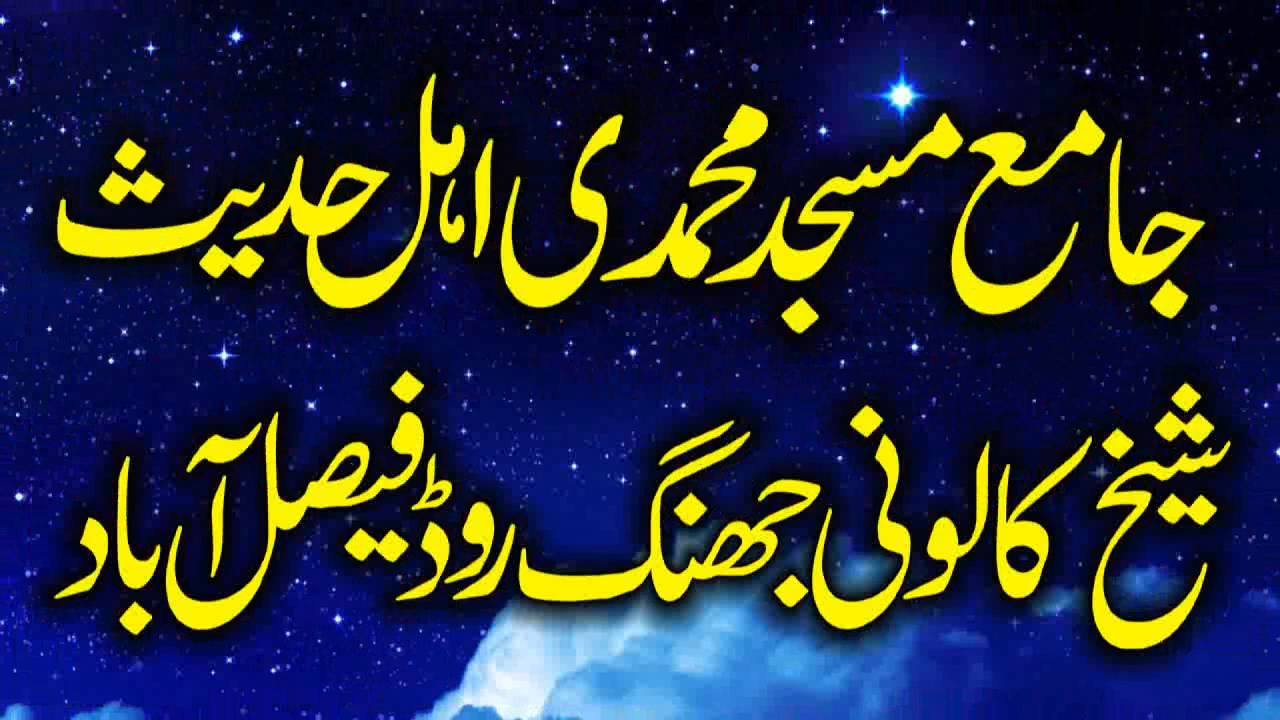 جامع مسجد محمدی اہل حدیث
شیخ کالونی جھنگ روڈ فیصل آباد